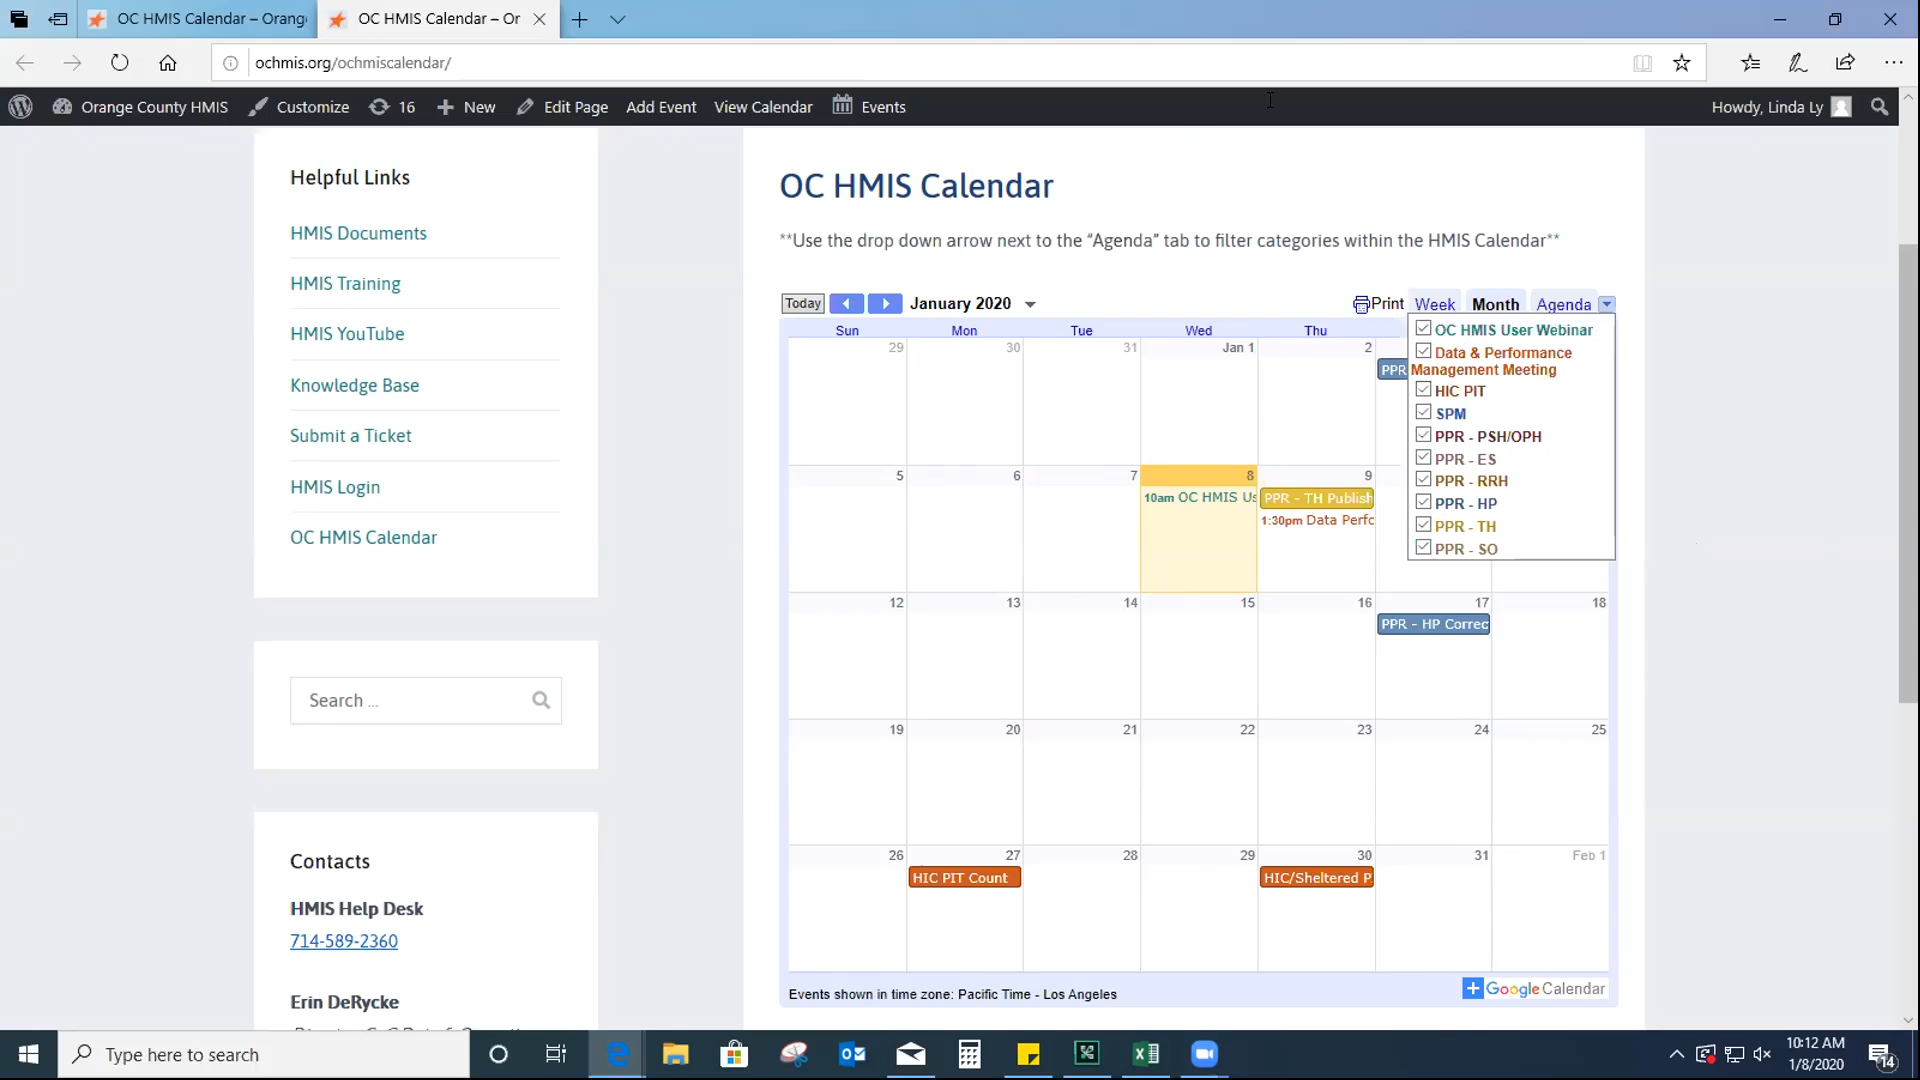 OC HMIS Calendar – Orang
OC HMIS Calendar – Or
ochmis.org/ochmiscalendar/
Orange County HMIS
Customize
16
New
Edit Page
Add Event
View Calendar
Events
Howdy, Linda Ly
Helpful Links
HMIS Documents
HMIS Training
HMIS YouTube
Knowledge Base
Submit a Ticket
HMIS Login
OC HMIS Calendar
Search ...
Contacts
HMIS Help Desk
714-589-2360
Erin DeRycke
OC HMIS Calendar
**Use the drop down arrow next to the “Agenda” tab to filter categories within the HMIS Calendar**
Today
January 2020
Print
Week
Month
Agenda
OC HMIS User Webinar
Data & Performance
Management Meeting
HIC PIT
SPM
PPR - PSH/OPH
PPR - ES
PPR - RRH
PPR - HP
PPR - TH
PPR - SO
Sun Mon Tue Wed Thu
29 30 31 Jan 1 2
PPR
5 6 7 8 9
10am OC HMIS Us
PPR - TH Publish
1:30pm Data Perfo
12 13 14 15 16 17 18
PPR - HP Correc
19 20 21 22 23 24 25
26 27 28 29 30 31 Feb 1
HIC PIT Count
HIC/Sheltered P
Events shown in time zone: Pacific Time - Los Angeles
Google Calendar
Type here to search
10:12 AM
1/8/2020
14